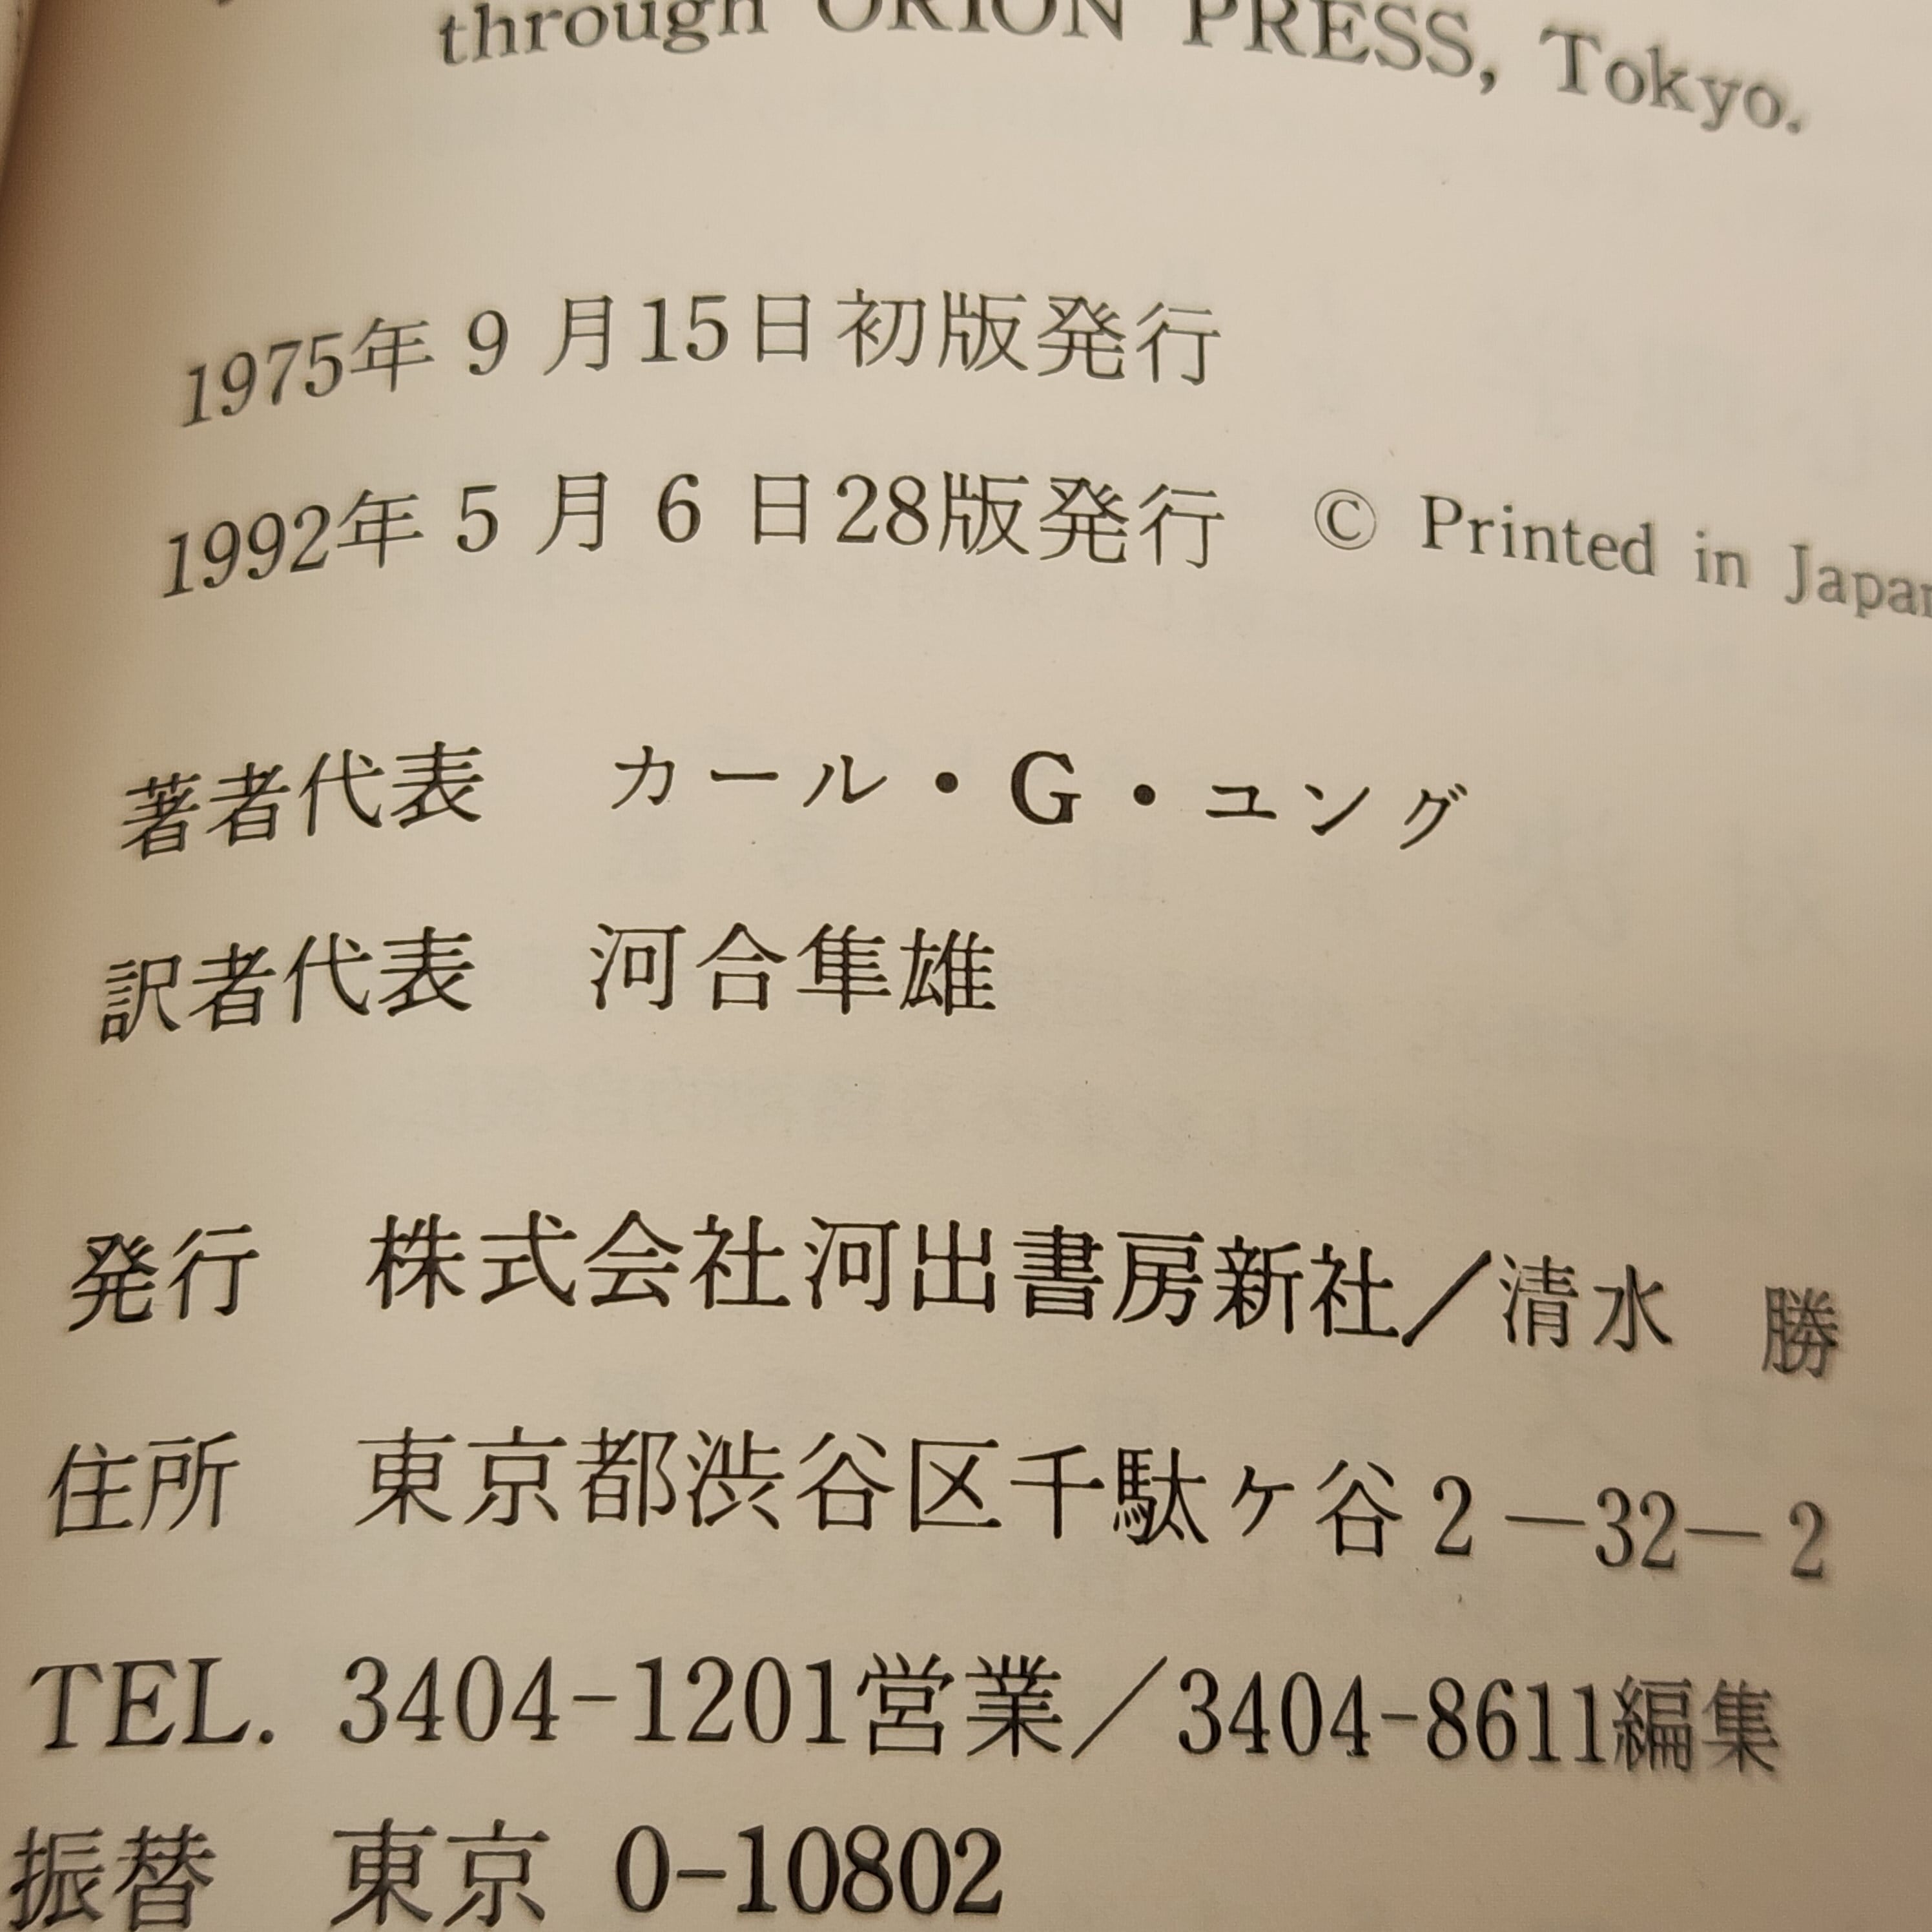 through ORION PRESS, Tokyo.
1975年9月15日初版発行
1992年5月6日28版発行 © Printed in Japan
著者代表 カール・G・ユング
訳者代表 河合隼雄
発行 株式会社河出書房新社／清水 勝
住所 東京都渋谷区千駄ケ谷2－32－2
TEL. 3404-1201営業／3404-8611編集
振替 東京 0-10802